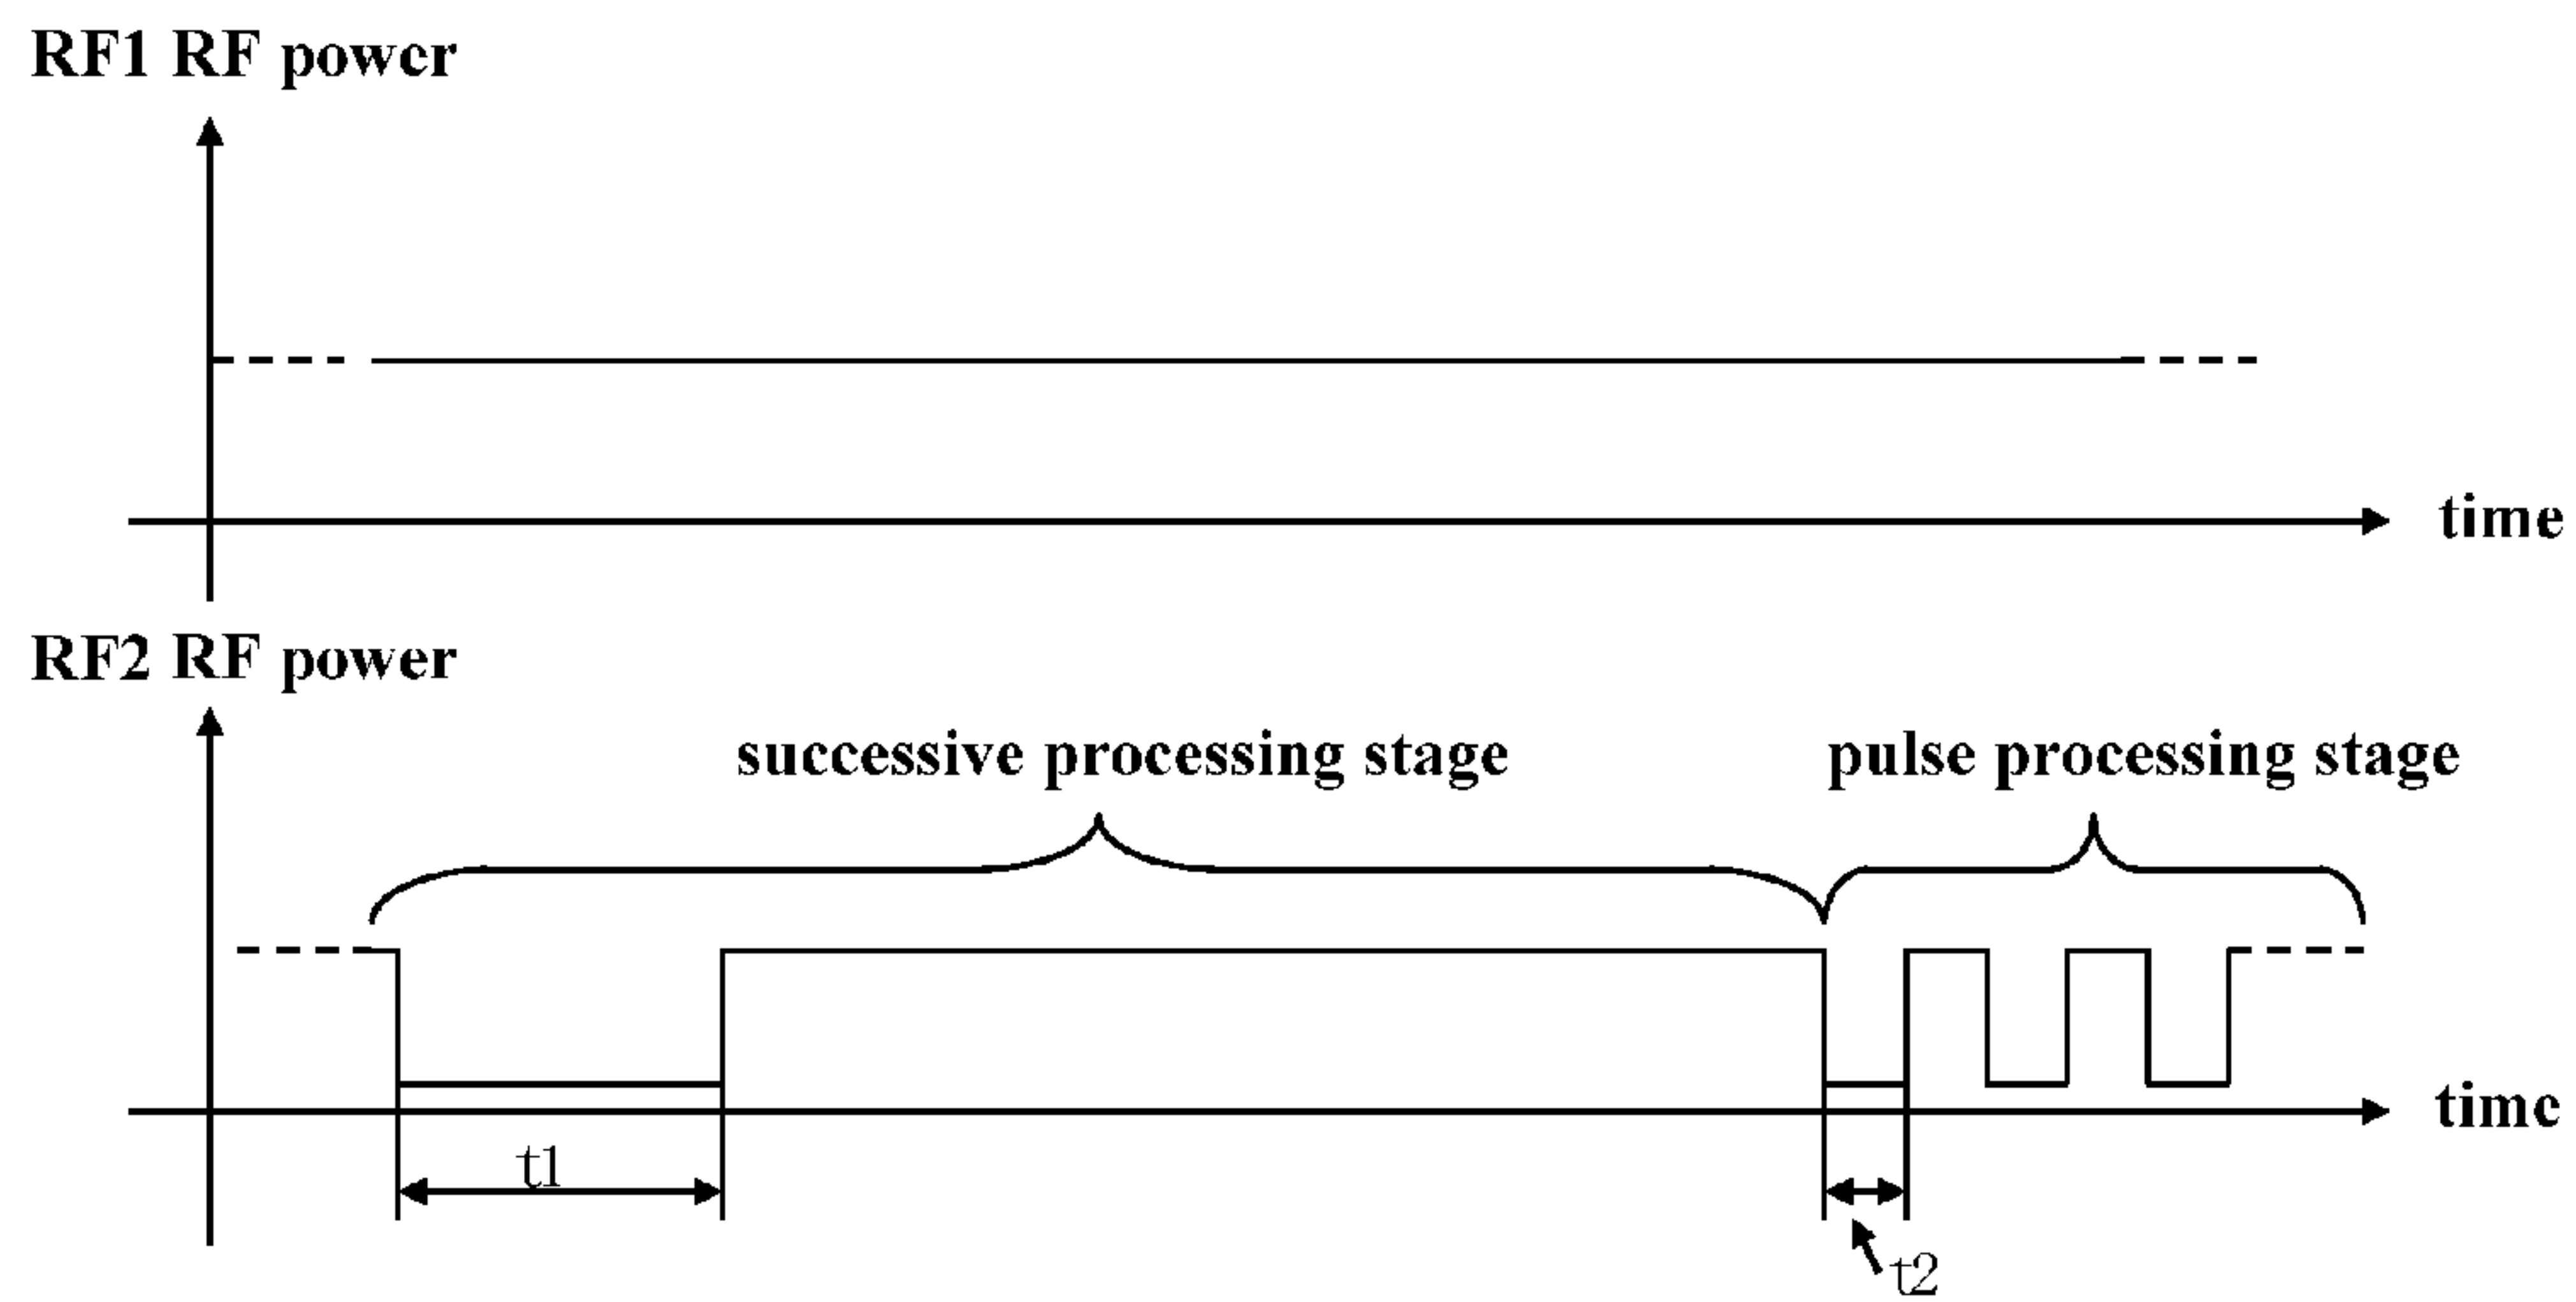 RF1 RF power
time
RF2 RF power
successive processing stage
pulse processing stage
time
t1
t2